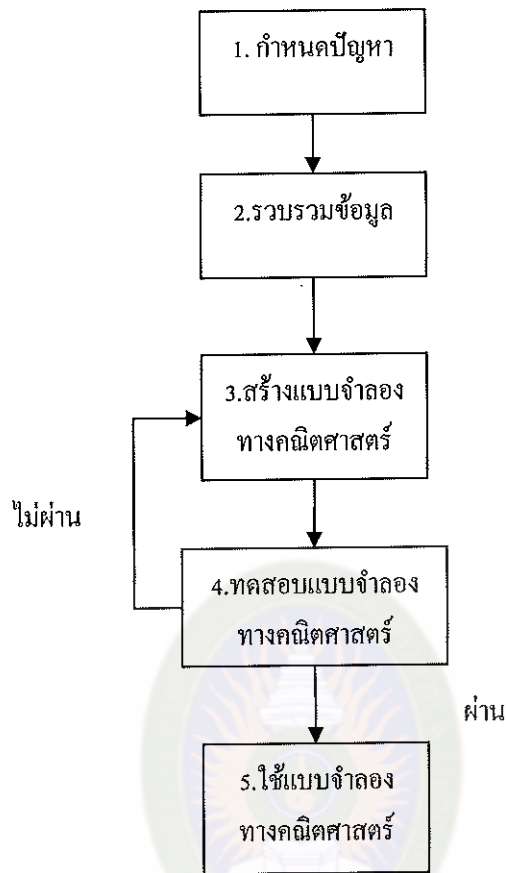 1. กำหนดปัญหา
2.รวบรวมข้อมูล
3.สร้างแบบจำลอง
ทางคณิตศาสตร์
ไม่ผ่าน
4.ทดสอบแบบจำลอง
ทางคณิตศาสตร์
ผ่าน
5.ใช้แบบจำลอง
ทางคณิตศาสตร์